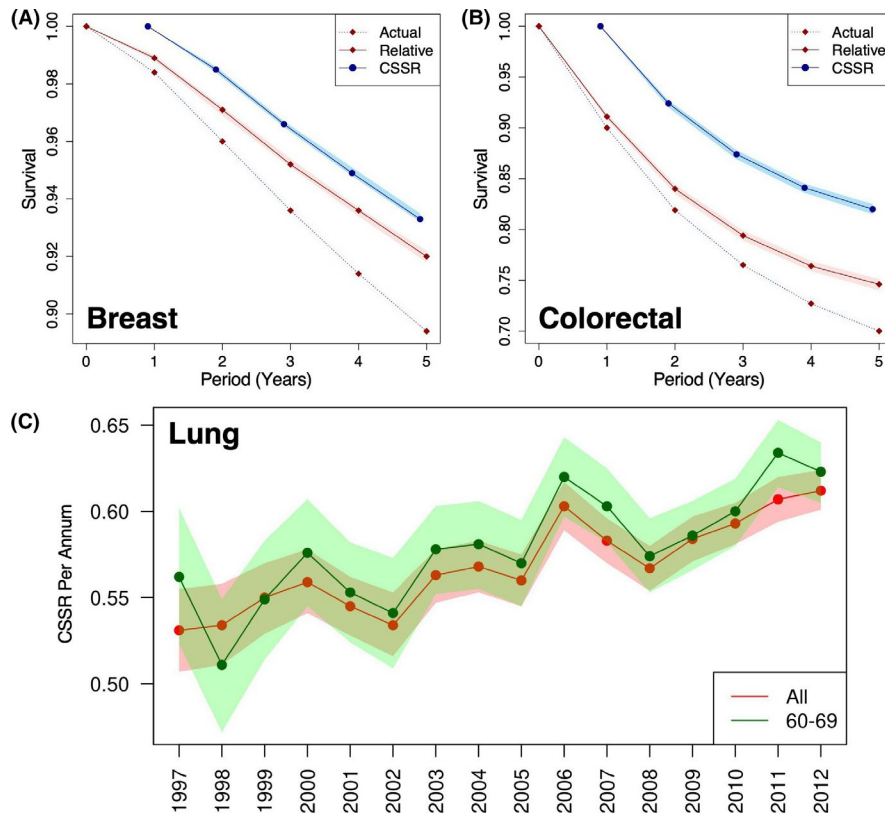 (A)
1.00
0.98
0.96
0.94
0.92
0.90
Survival
Actual
Relative
CSSR
Breast
0 1 2 3 4 5
Period (Years)
(B)
1.00
0.95
0.90
0.85
0.80
0.75
0.70
Survival
Actual
Relative
CSSR
Colorectal
0 1 2 3 4 5
Period (Years)
(C)
Lung
0.65
0.60
0.55
0.50
CSSR Per Annum
All
60-69
1997 1998 1999 2000 2001 2002 2003 2004 2005 2006 2007 2008 2009 2010 2011 2012